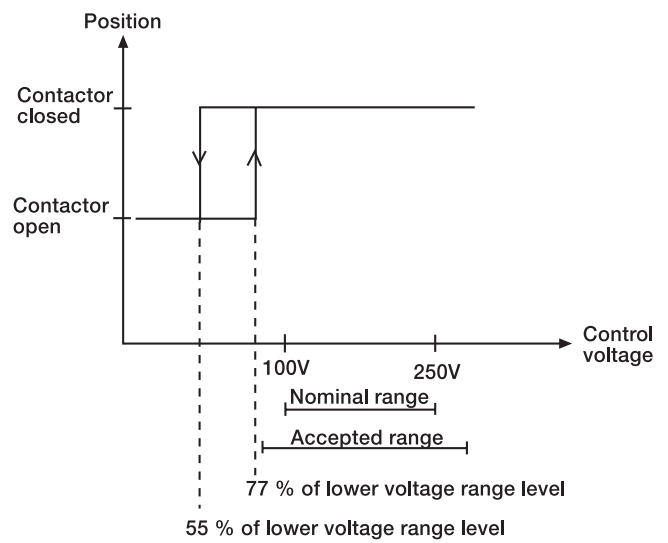 Position
Contactor
closed
Contactor
open
Control
voltage
100V
250V
Nominal range
Accepted range
77 % of lower voltage range level
55 % of lower voltage range level